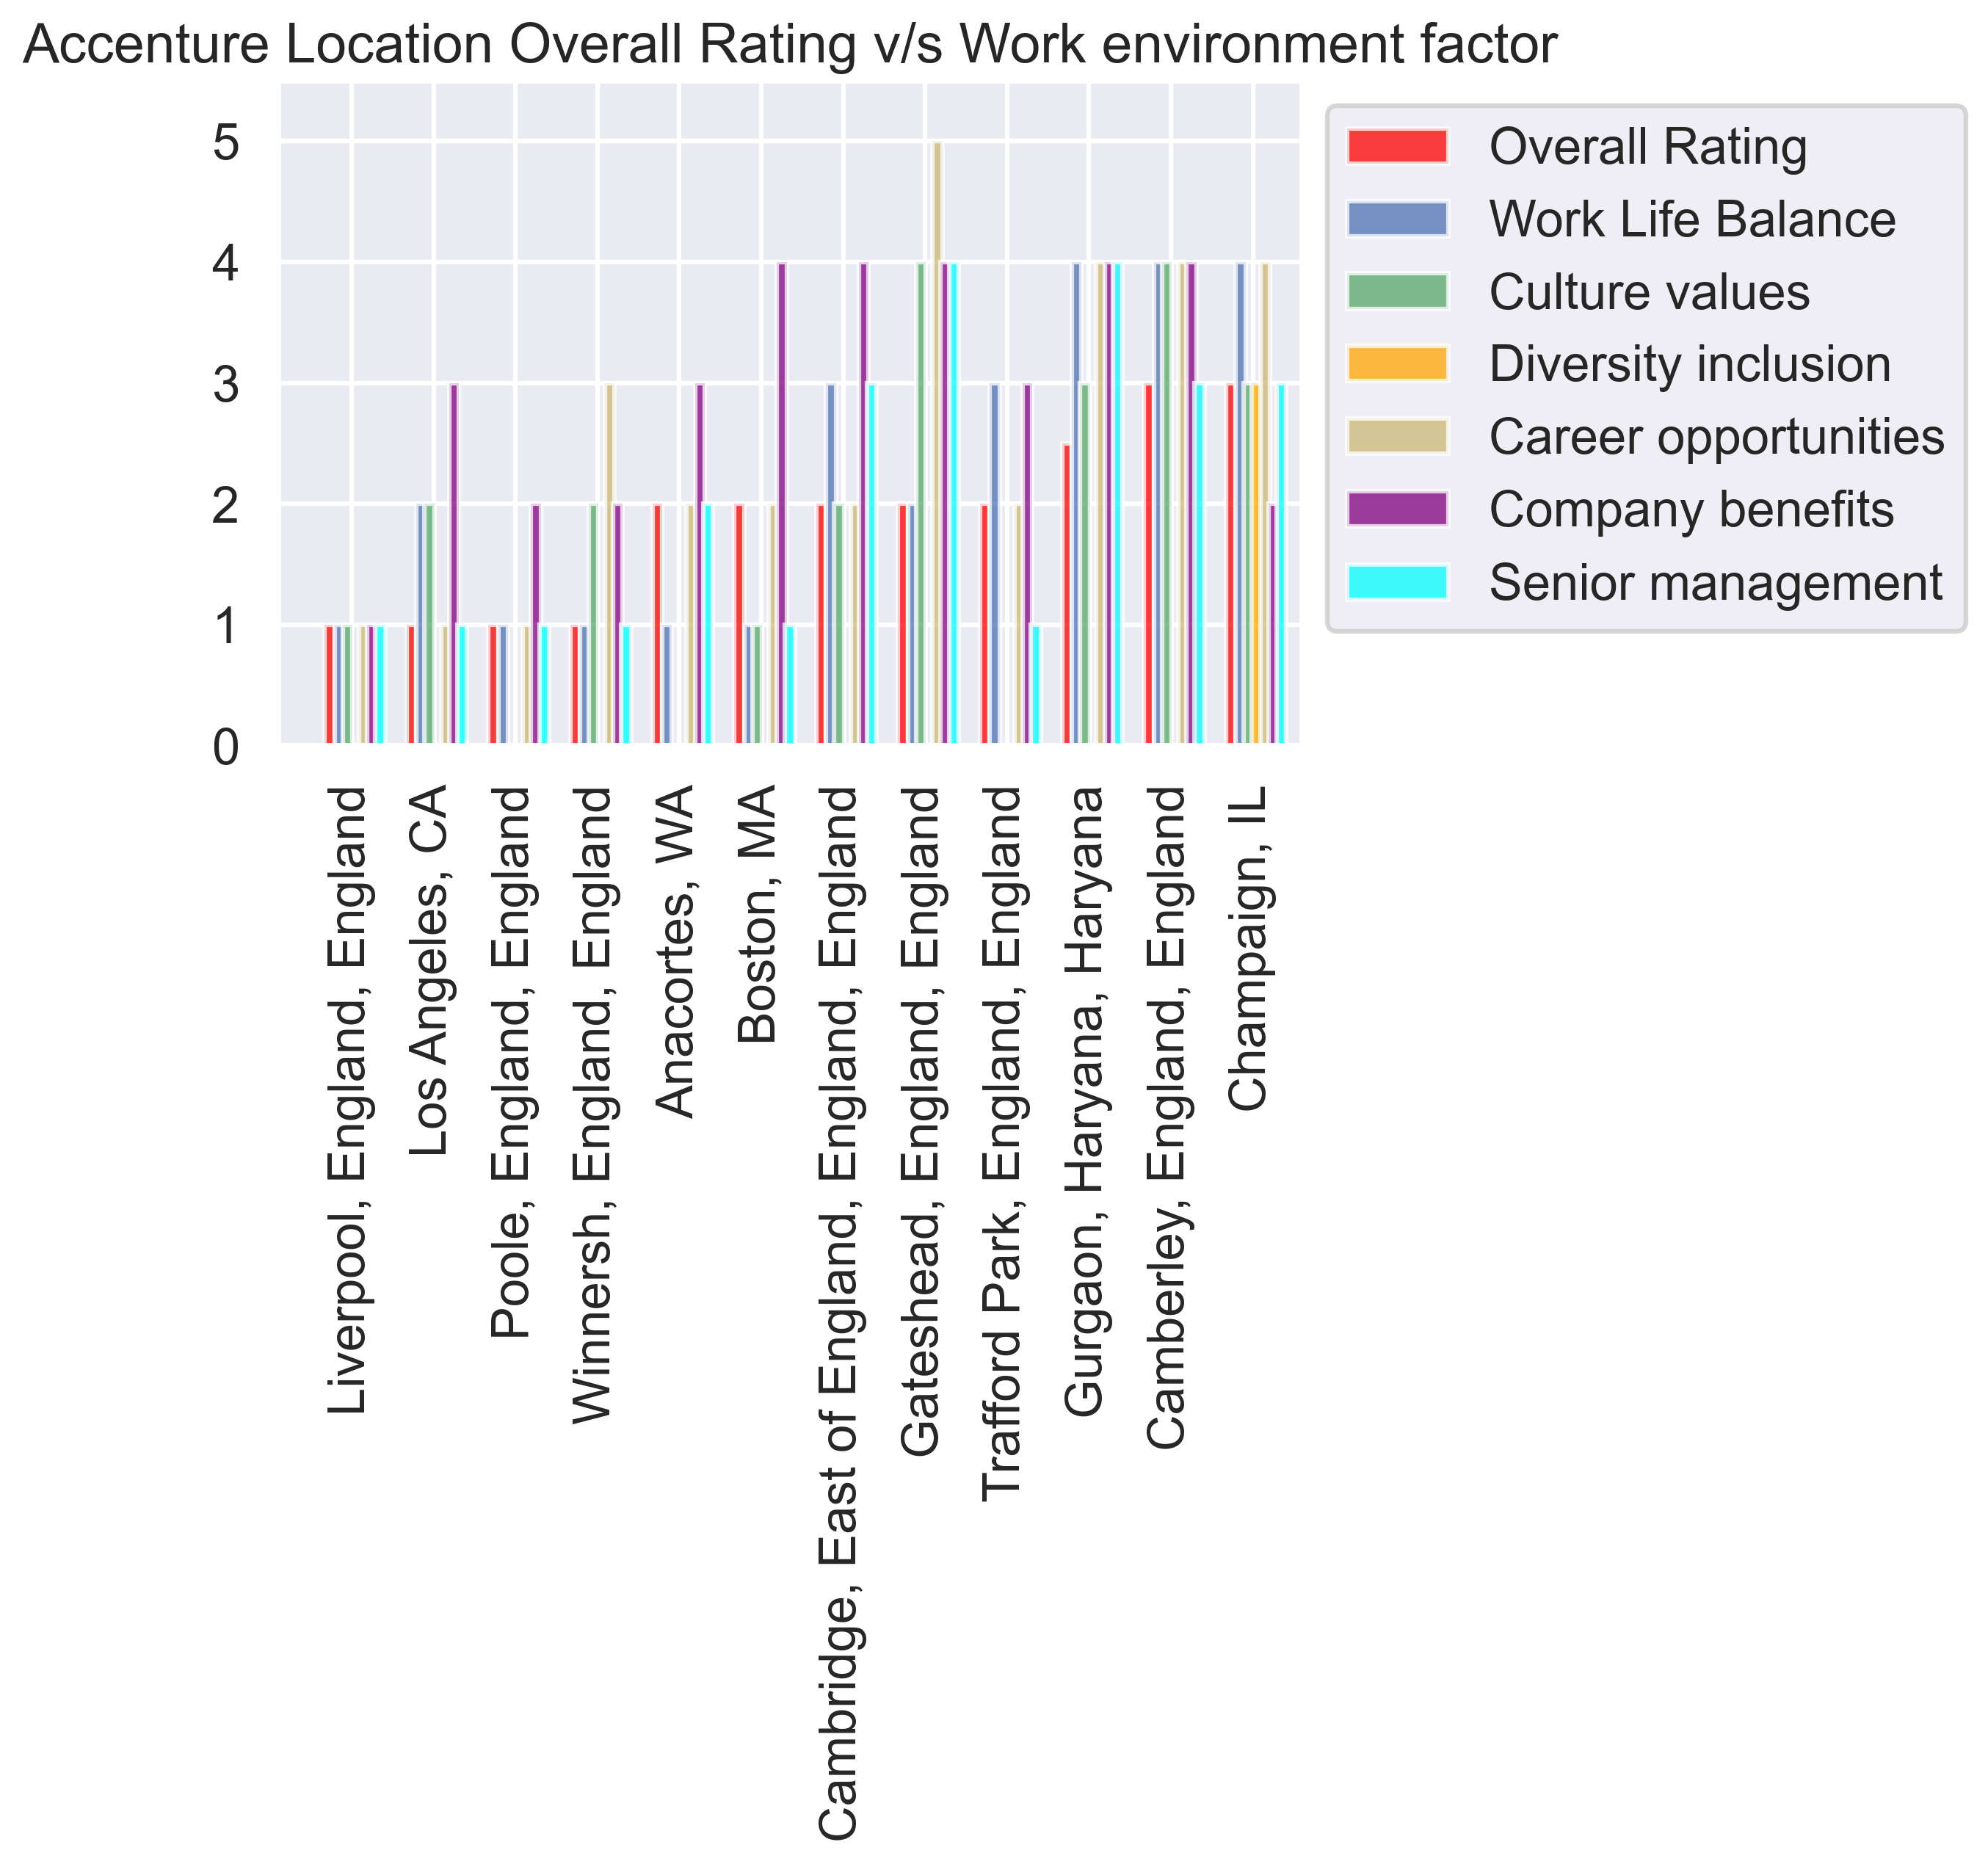 Accenture Location Overall Rating v/s Work environment factor
5
4
3
2
1
0
Overall Rating
Work Life Balance
Culture values
Diversity inclusion
Career opportunities
Company benefits
Senior management
Liverpool, England, England
Los Angeles, CA
Poole, England, England
Winnersh, England, England
Anacortes, WA
Boston, MA
Cambridge, East of England, England, England
Gateshead, England, England
Trafford Park, England, England
Gurgaon, Haryana, Haryana
Camberley, England, England
Champaign, IL